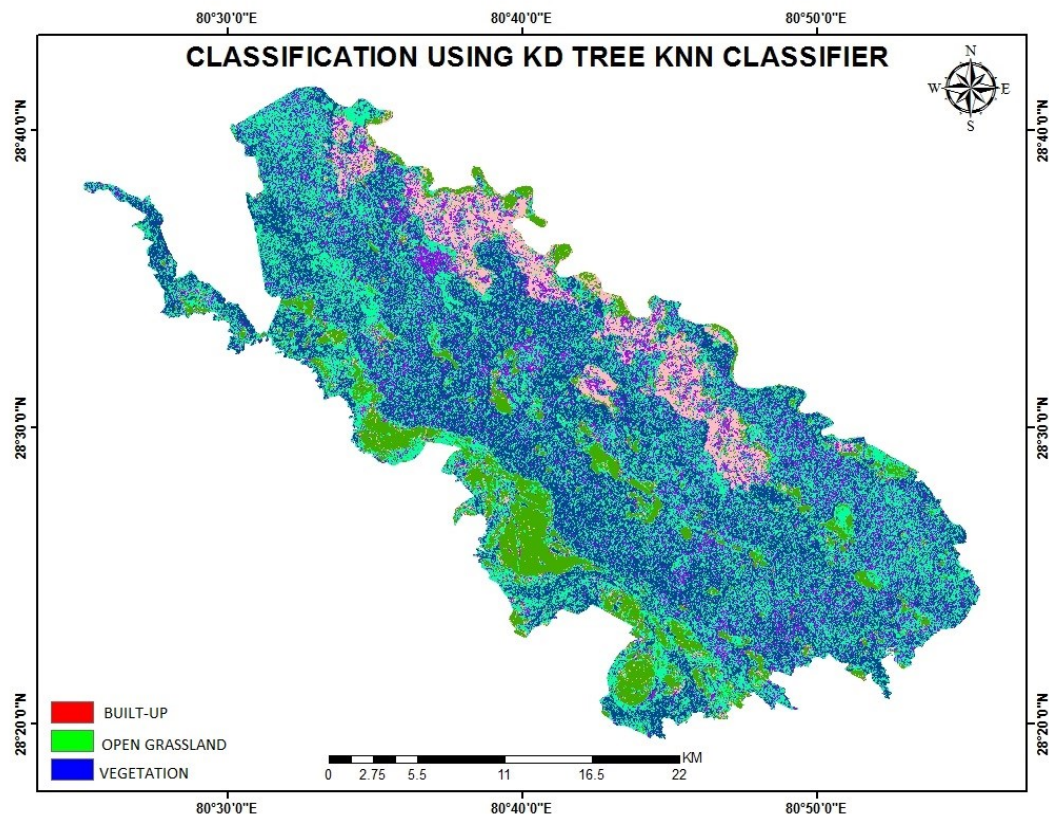 80°30'0"E 80°40'0"E 80°50'0"E
CLASSIFICATION USING KD TREE KNN CLASSIFIER
N
W E
S
28°40'0"N 28°40'0"N
28°30'0"N 28°30'0"N
28°20'0"N 28°20'0"N
BUILT-UP
OPEN GRASSLAND
VEGETATION
KM
0 2.75 5.5 11 16.5 22
80°30'0"E 80°40'0"E 80°50'0"E